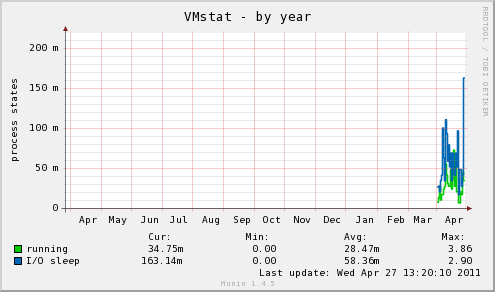 VMstat - by year
RRDTOOL / TOBI OETIKER
process states
200 m
150 m
100 m
50 m
0
Apr May Jun Jul Aug Sep Oct Nov Dec Jan Feb Mar Apr
Cur: Min: Avg: Max:
running 34.75m 0.00 28.47m 3.86
I/O sleep 163.14m 0.00 58.36m 2.90
Last update: Wed Apr 27 13:20:10 2011
Munin 1.4.5